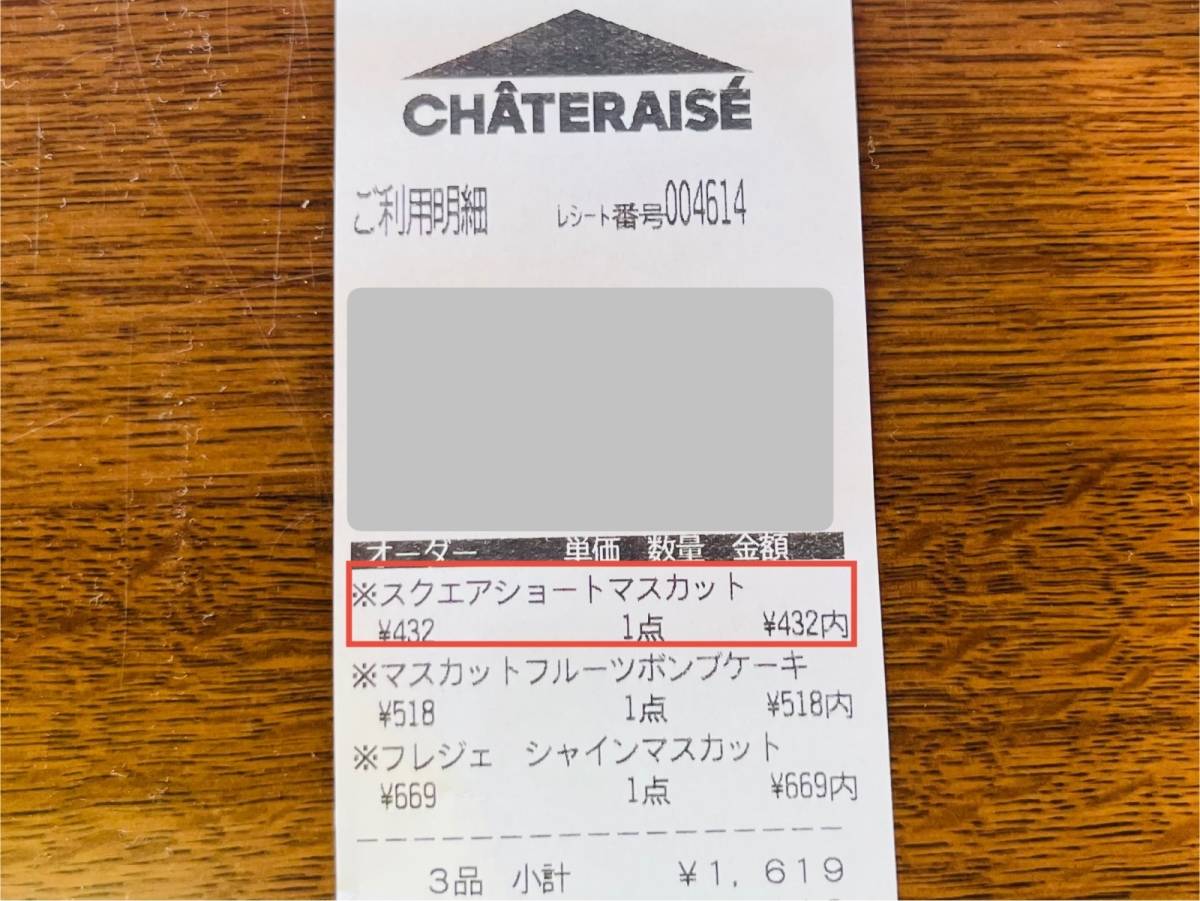 CHÂTERAISÉ
ご利用明細 レシート番号004614
オーダー 単価 数量 金額
※スクエアショートマスカット
¥432 1点 ¥432内
※マスカットフルーツボンブケーキ
¥518 1点 ¥518内
※フレジェ シャインマスカット
¥669 1点 ¥669内
3品 小計 ¥1,619